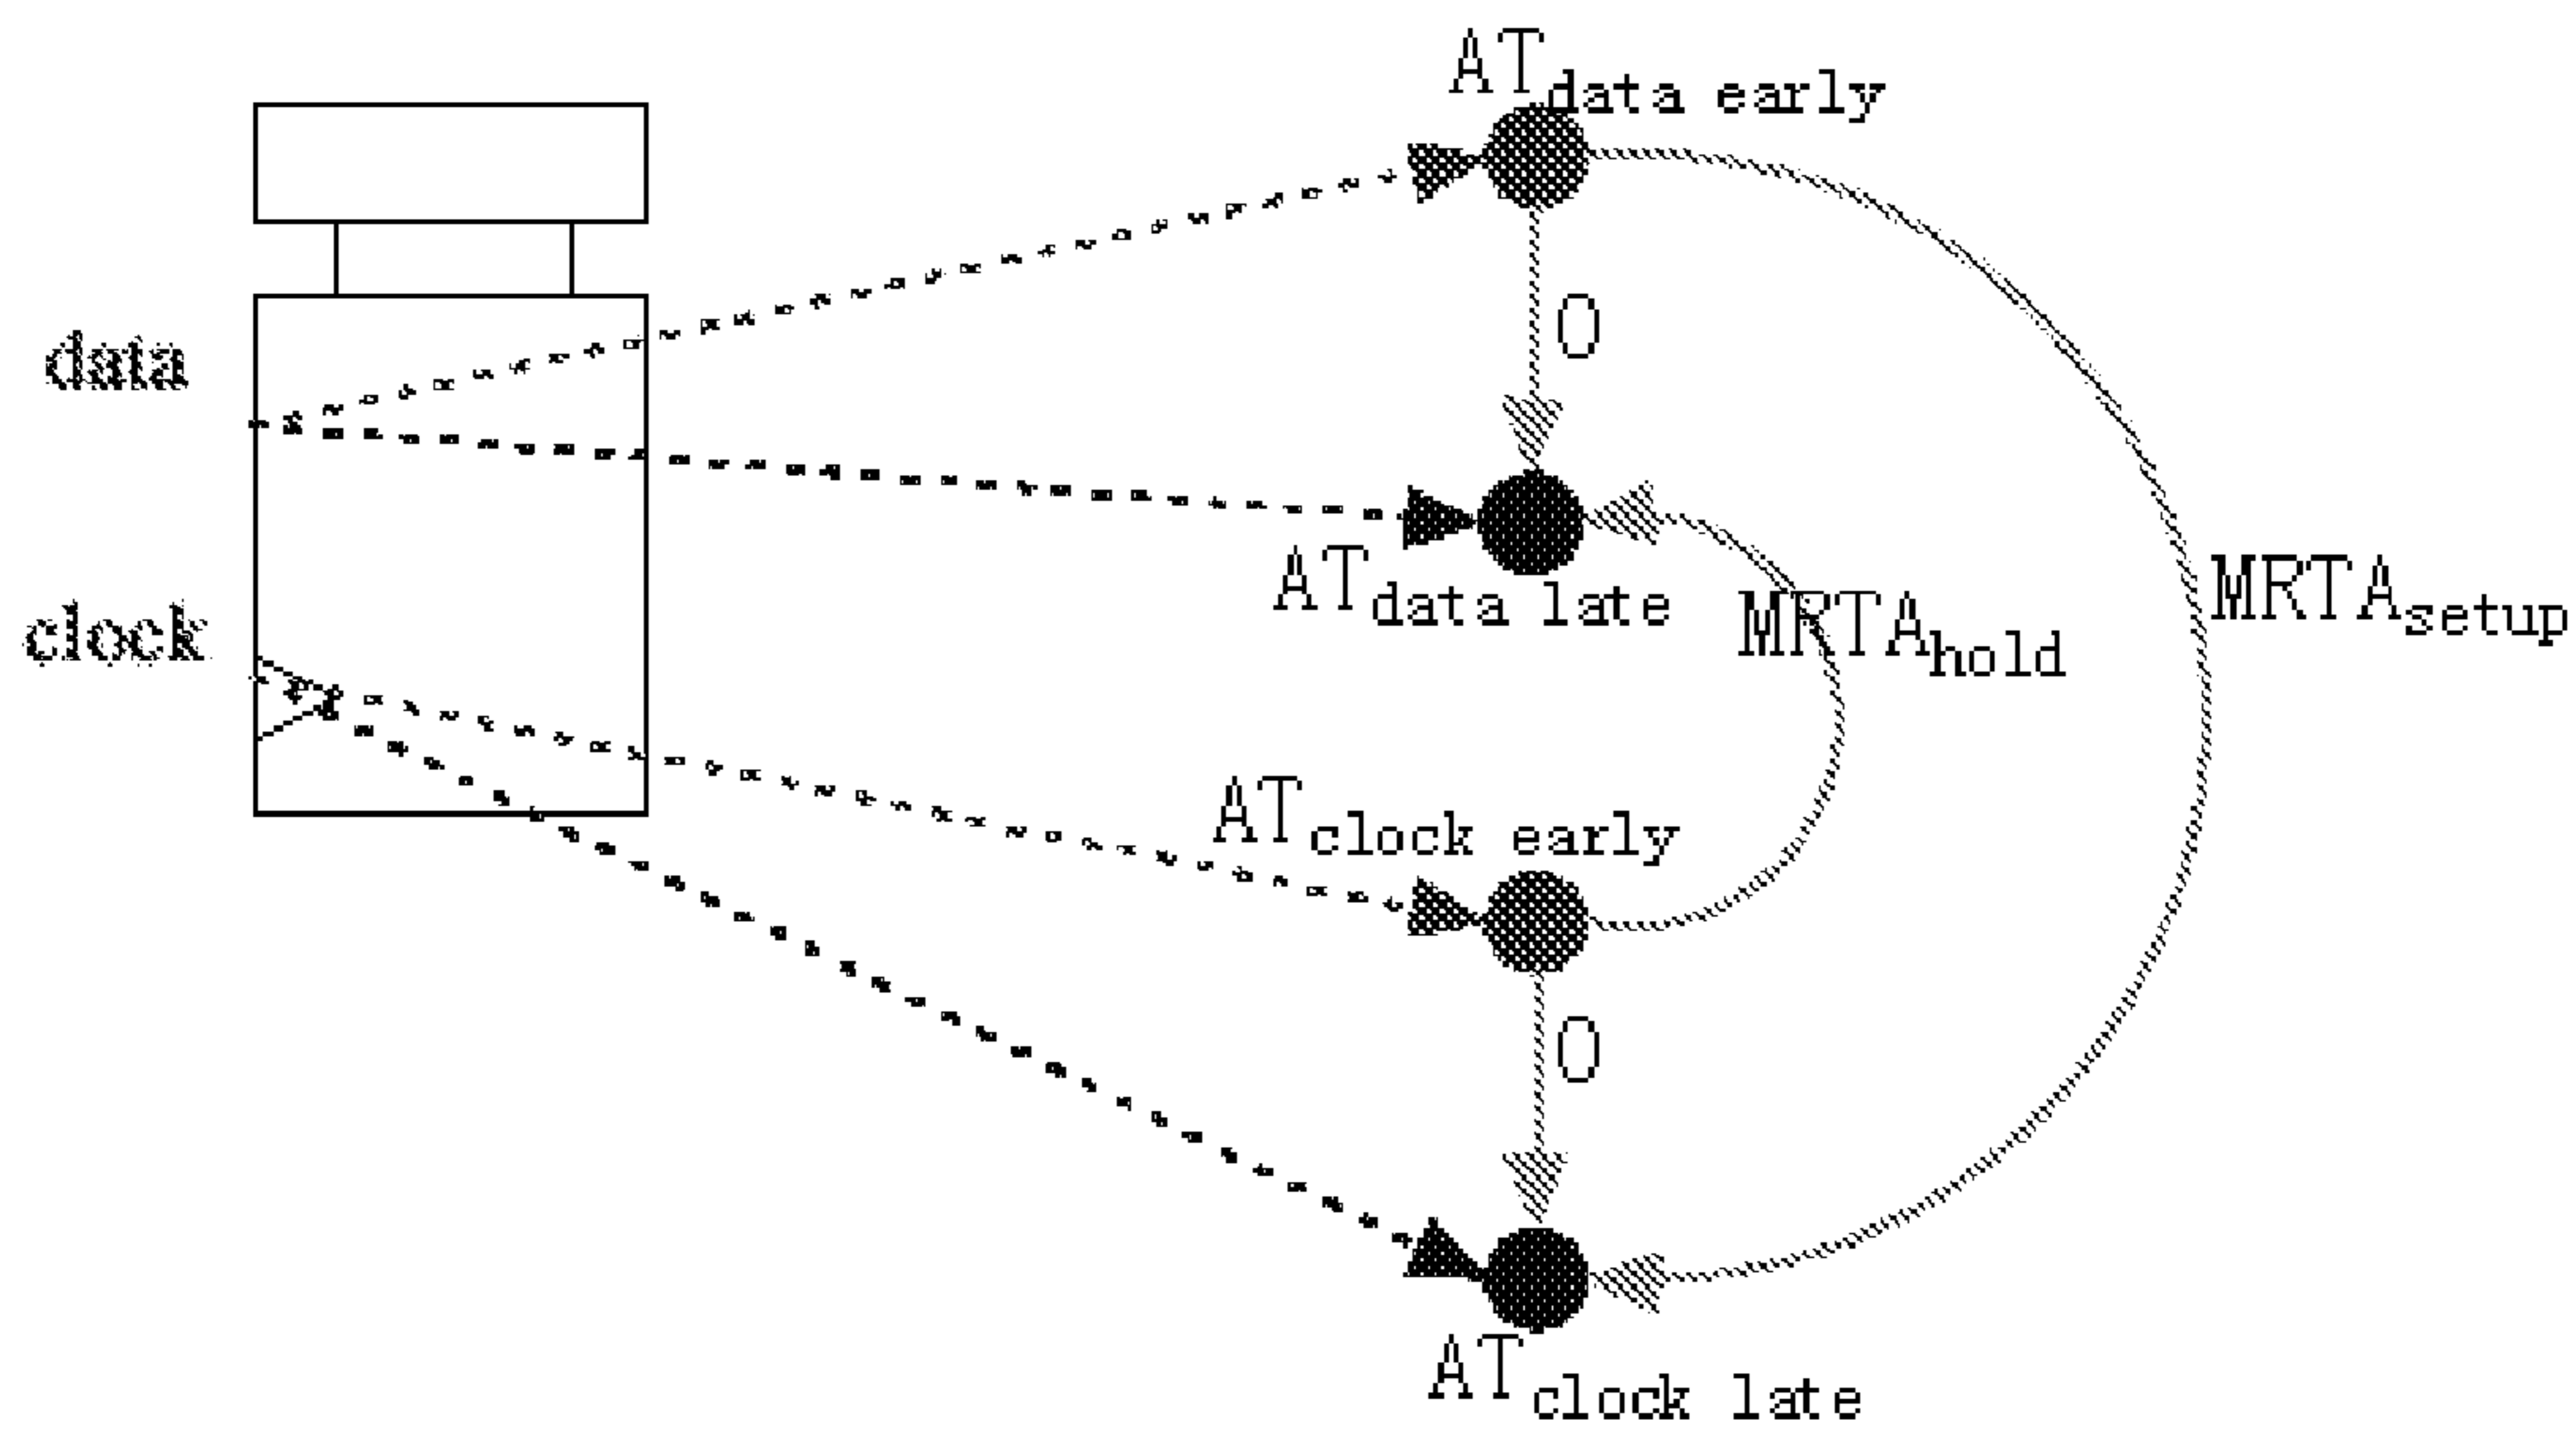 AT data early
0
data
AT data late
MRTA hold
MRTA setup
clock
AT clock early
0
AT clock late